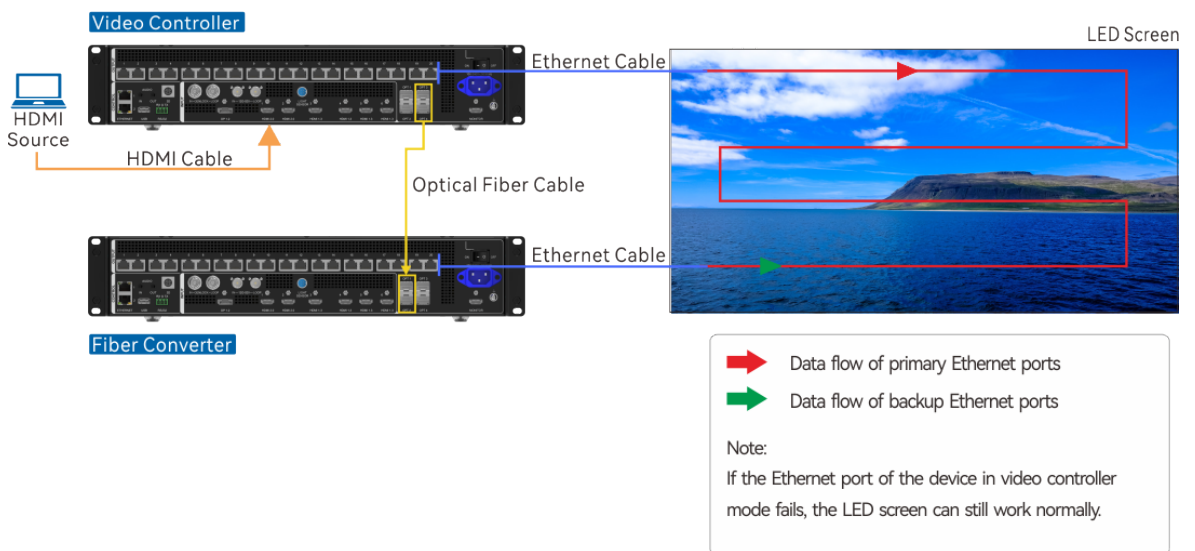 Video Controller
LED Screen
Ethernet Cable
HDMI
Source
HDMI Cable
Optical Fiber Cable
Ethernet Cable
Fiber Converter
Data flow of primary Ethernet ports
Data flow of backup Ethernet ports
Note:
If the Ethernet port of the device in video controller
mode fails, the LED screen can still work normally.